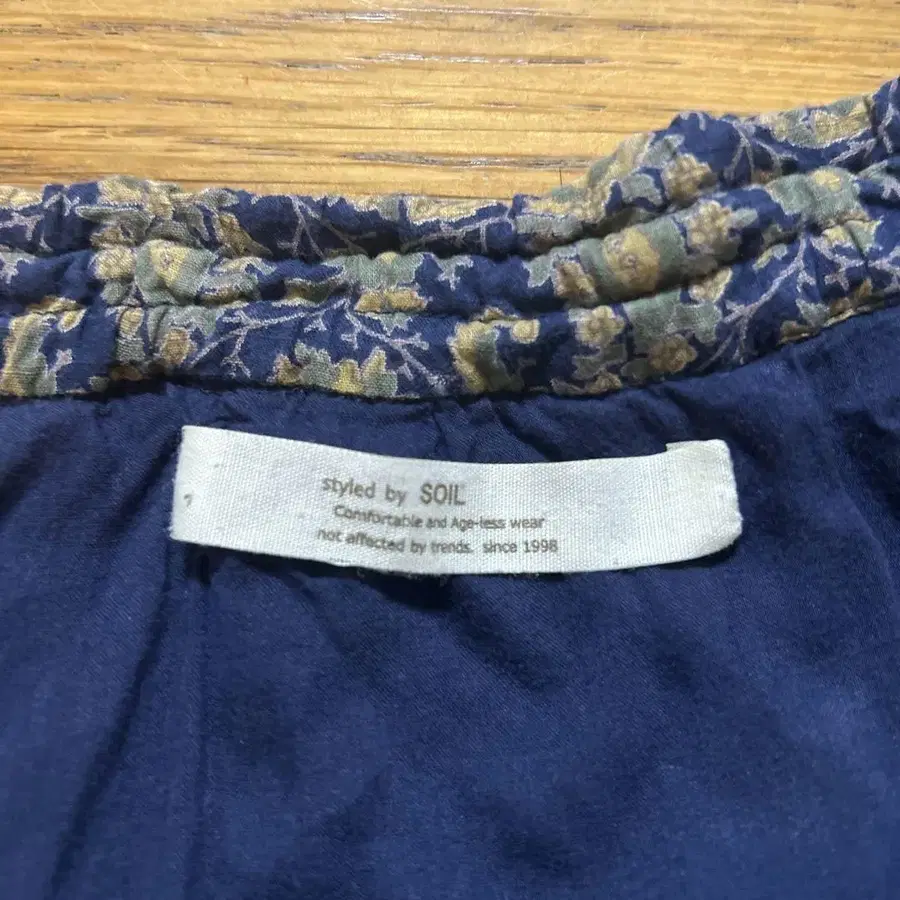 styled by SOIL
Comfortable and Age-less wear
not affected by trends. since 1998